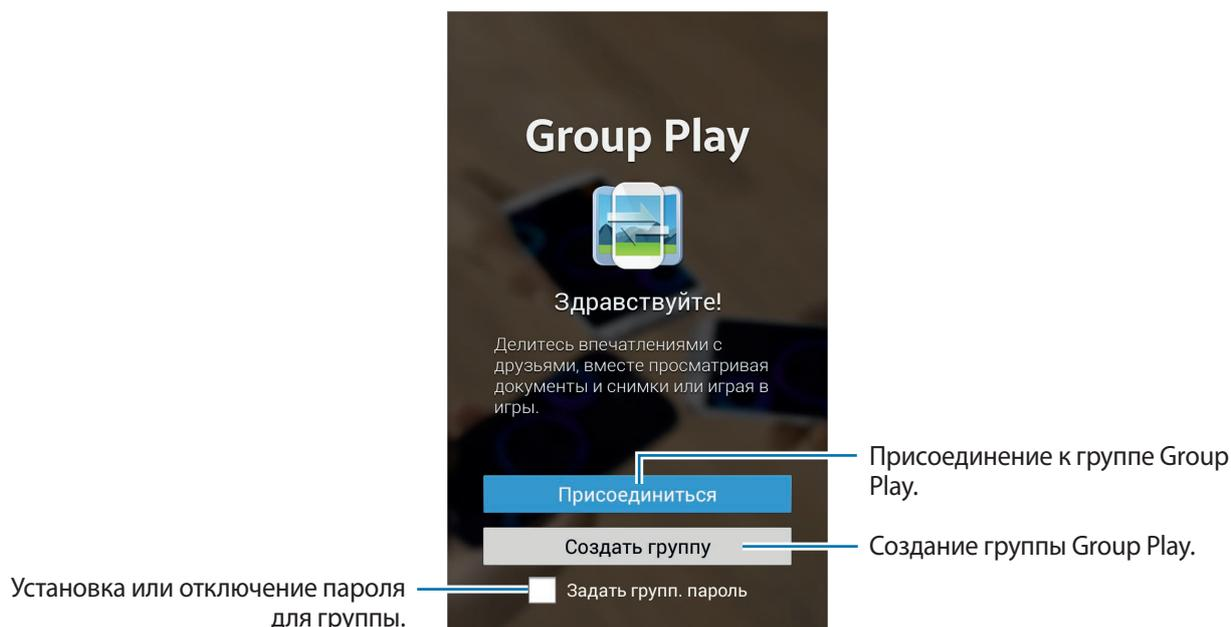 Group Play
Здравствуйте!
Делитесь впечатлениями с
друзьями, вместе просматривая
документы и снимки или играя в
игры.
Присоединиться
Присоединение к группе Group
Play.
Создать группу
Создание группы Group Play.
Задать групп. пароль
Установка или отключение пароля
для группы.